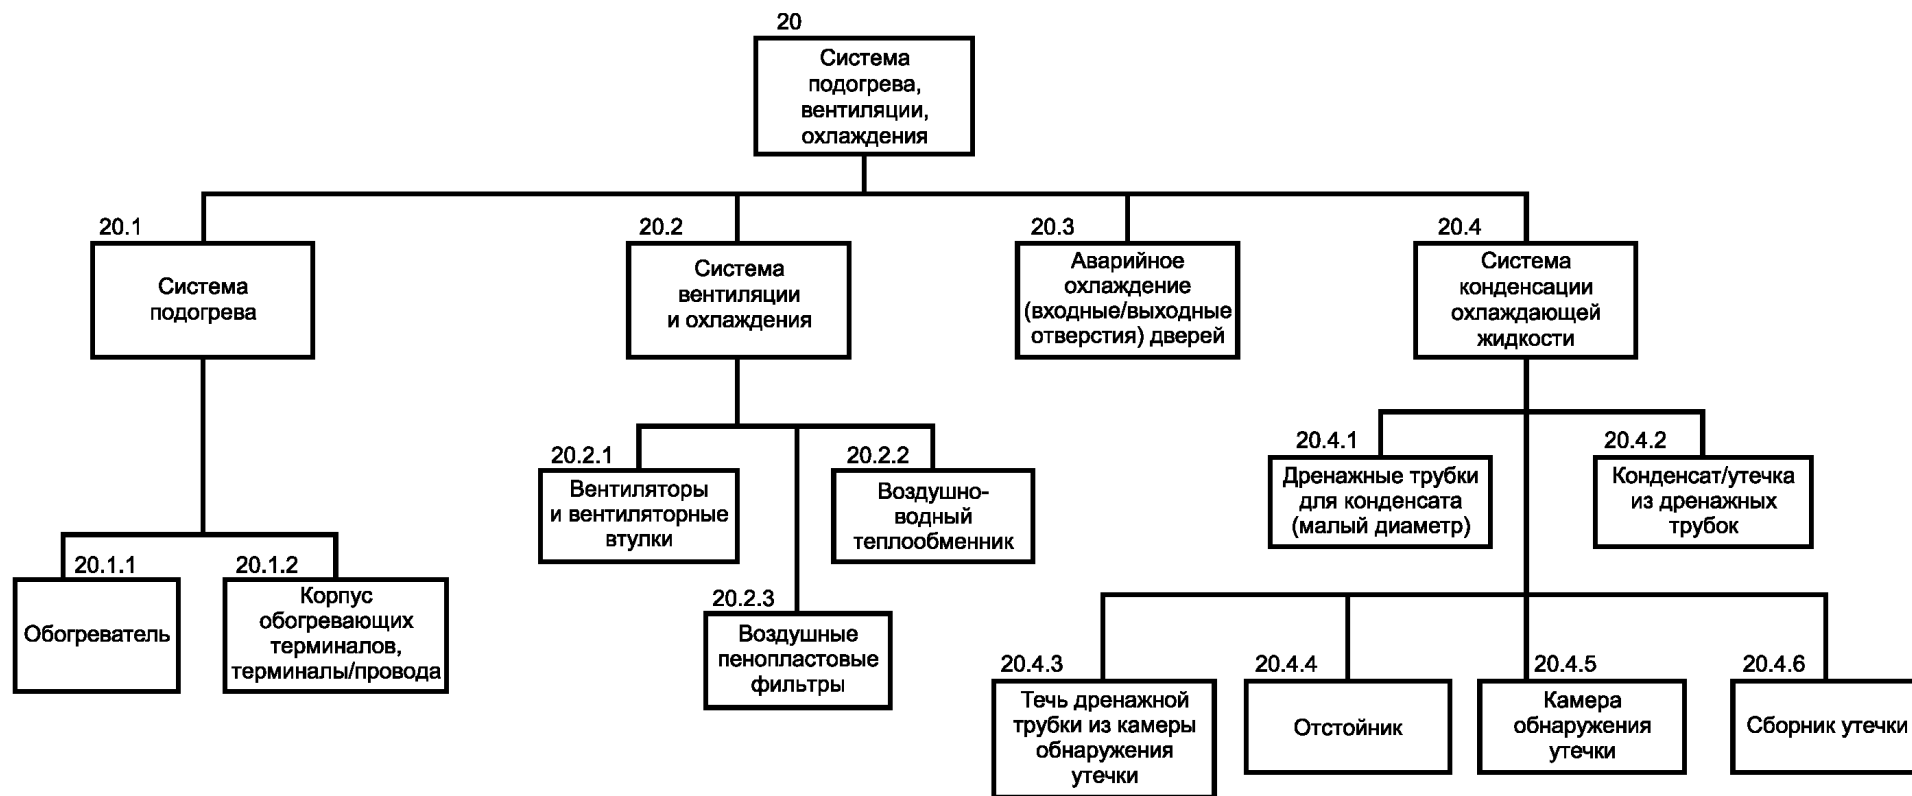 20
Система
подогрева,
вентиляции,
охлаждения
20.1
Система
подогрева
20.2
Система
вентиляции
и охлаждения
20.3
Аварийное
охлаждение
(входные/выходные
отверстия) дверей
20.4
Система
конденсации
охлаждающей
жидкости
20.1.1
Обогреватель
20.1.2
Корпус
обогревающих
терминалов,
терминалы/провода
20.2.1
Вентиляторы
и вентиляторные
втулки
20.2.2
Воздушно-
водный
теплообменник
20.2.3
Воздушные
пенопластовые
фильтры
20.4.1
Дренажные трубки
для конденсата
(малый диаметр)
20.4.2
Конденсат/утечка
из дренажных
трубок
20.4.3
Течь дренажной
трубки из камеры
обнаружения
утечки
20.4.4
Отстойник
20.4.5
Камера
обнаружения
утечки
20.4.6
Сборник утечки